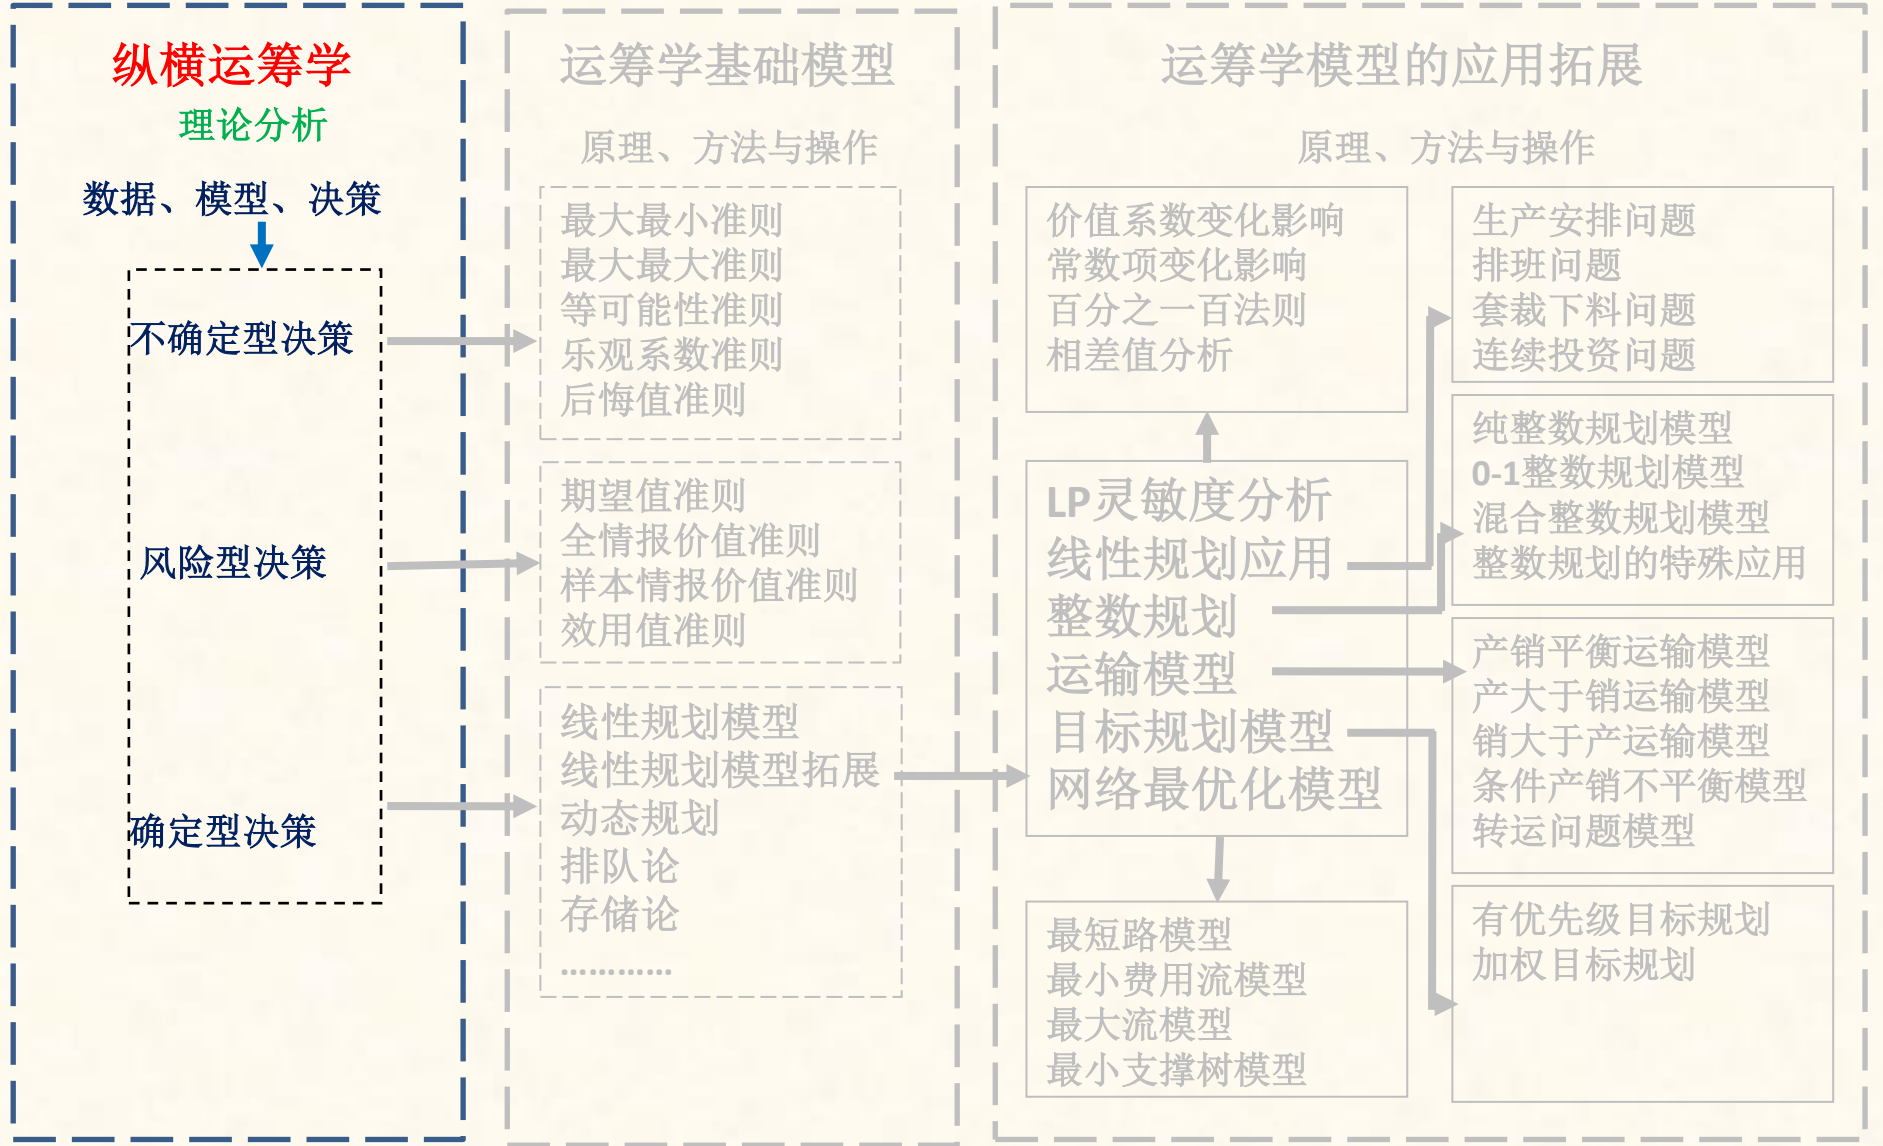 纵横运筹学
理论分析
数据、模型、决策
不确定型决策
风险型决策
确定型决策
运筹学基础模型
原理、方法与操作
最大最小准则
最大最大准则
等可能性准则
乐观系数准则
后悔值准则
期望值准则
全情报价值准则
样本情报价值准则
效用值准则
线性规划模型
线性规划模型拓展
动态规划
排队论
存储论
............
运筹学模型的应用拓展
原理、方法与操作
价值系数变化影响
常数项变化影响
百分之一百法则
相差值分析
LP灵敏度分析
线性规划应用
整数规划
运输模型
目标规划模型
网络最优化模型
最短路模型
最小费用流模型
最大流模型
最小支撑树模型
生产安排问题
排班问题
套裁下料问题
连续投资问题
纯整数规划模型
0-1整数规划模型
混合整数规划模型
整数规划的特殊应用
产销平衡运输模型
产大于销运输模型
销大于产运输模型
条件产销不平衡模型
转运问题模型
有优先级目标规划
加权目标规划